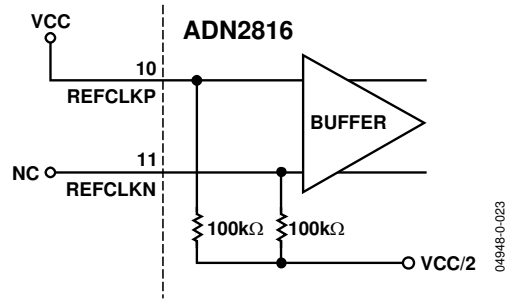 VCC
ADN2816
10
REFCLKP
BUFFER
11
NC
REFCLKN
100kΩ 100kΩ
VCC/2
04948-0-023